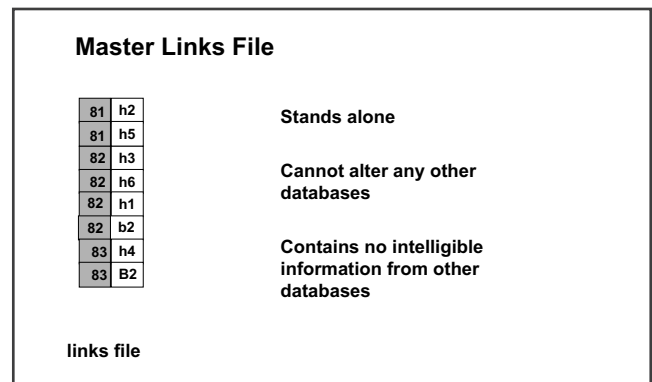 Master Links File
81 h2
81 h5
82 h3
82 h6
82 h1
82 b2
83 h4
83 B2
Stands alone
Cannot alter any other
databases
Contains no intelligible
information from other
databases
links file